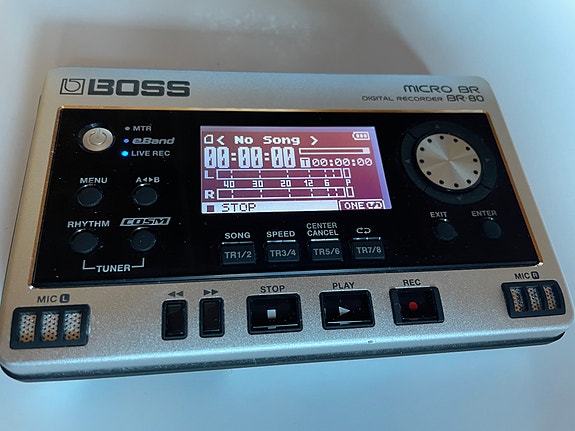 BOSS
MICRO BR
DIGITAL RECORDER BR-80
MTR
eBand
LIVE REC
< No Song >
00:00:00 T 00:00:00
L
40 30 20 12 6 0
R
STOP ONE
MENU A◄►B
RHYTHM COSM
TUNER
EXIT ENTER
SONG SPEED CENTER CANCEL
TR1/2 TR3/4 TR5/6 TR7/8
MIC L
◄◄ ►► STOP PLAY REC
MIC R